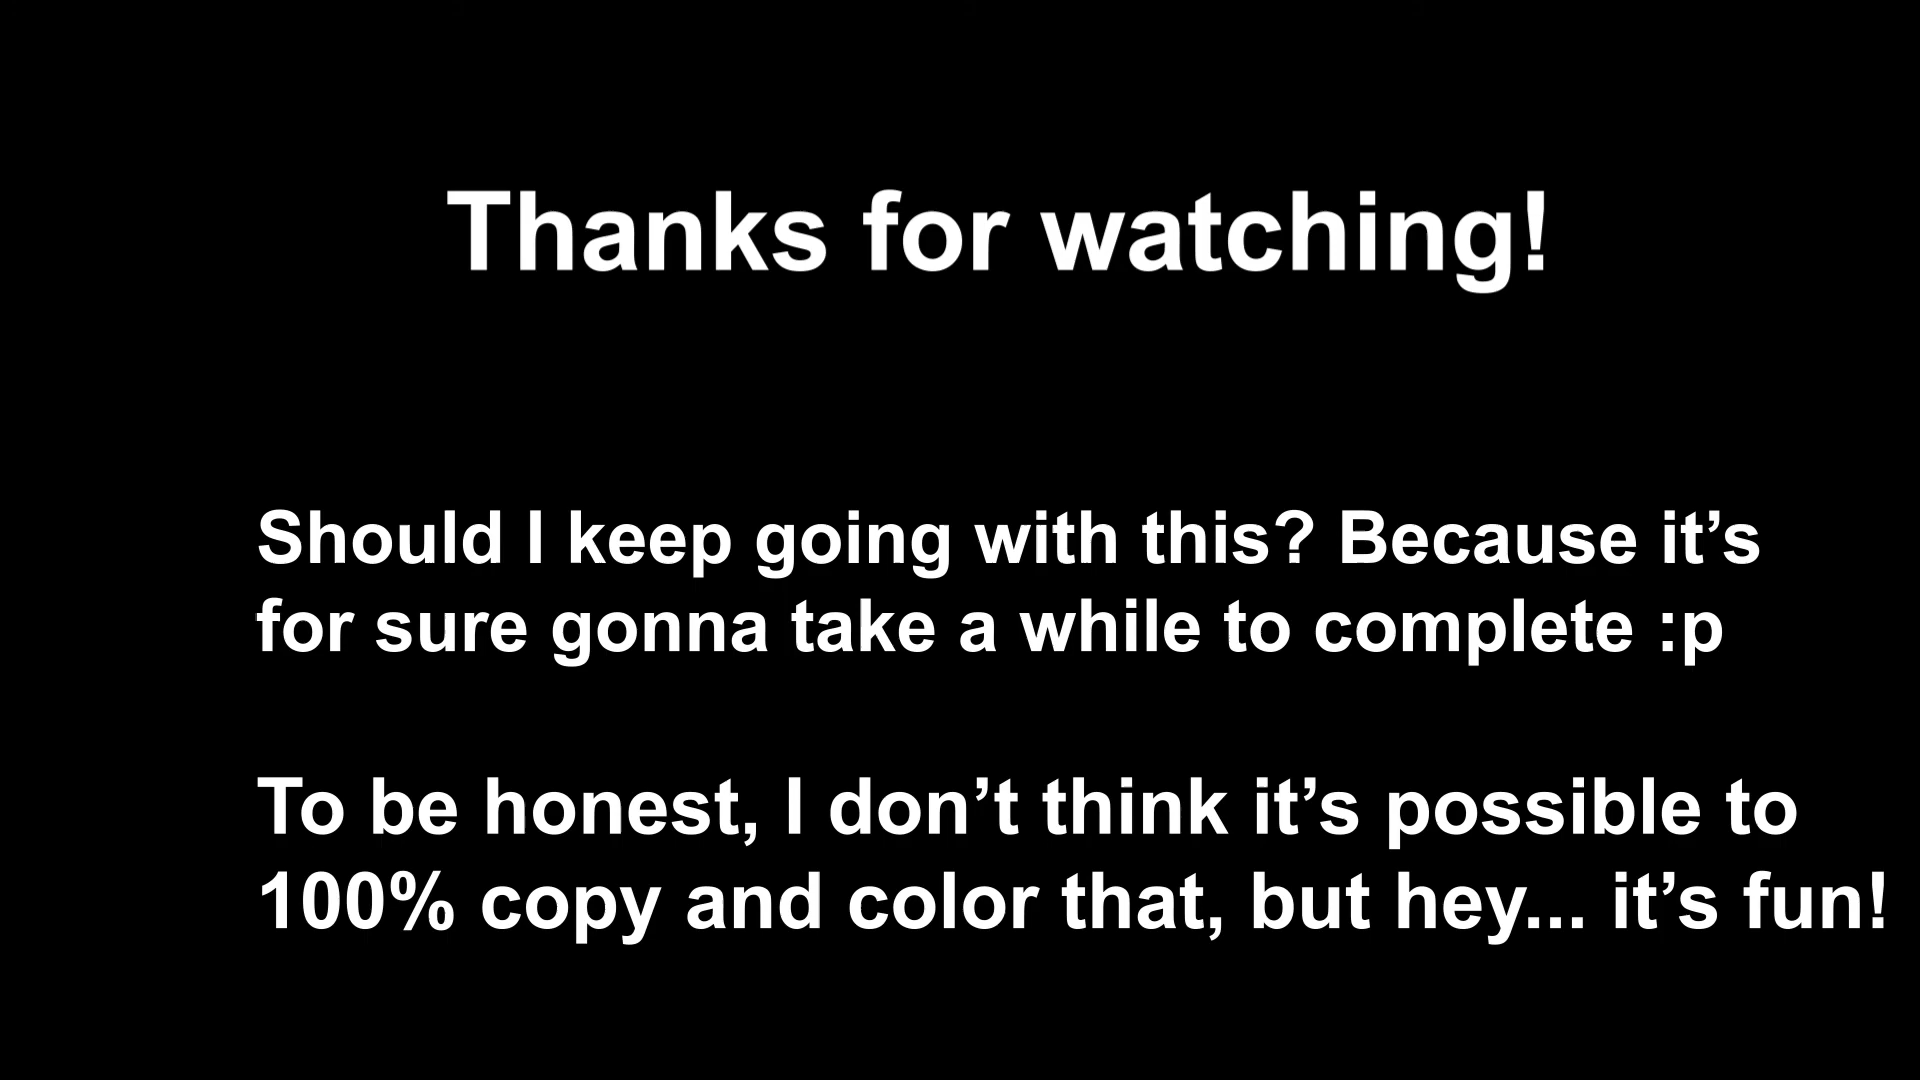 Thanks for watching!
Should I keep going with this? Because it’s
for sure gonna take a while to complete :p
To be honest, I don’t think it’s possible to
100% copy and color that, but hey... it’s fun!